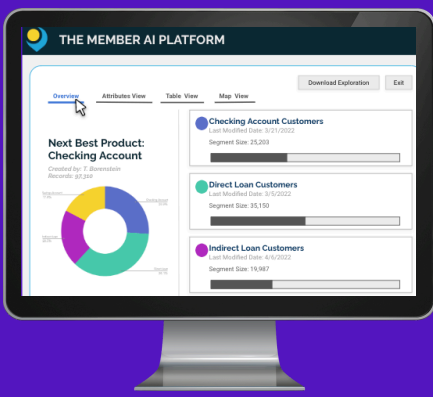 THE MEMBER AI PLATFORM
Download Exploration
Exit
Overview
Attributes View
Table View
Map View
Next Best Product:
Checking Account
Created by: T. Borenstein
Checking Account Customers
Last Modified Date: 3/21/2022
Segment Size: 25,203
Direct Loan Customers
Last Modified Date: 3/5/2022
Segment Size: 35,150
Indirect Loan Customers
Last Modified Date: 4/6/2022
Segment Size: 19,987